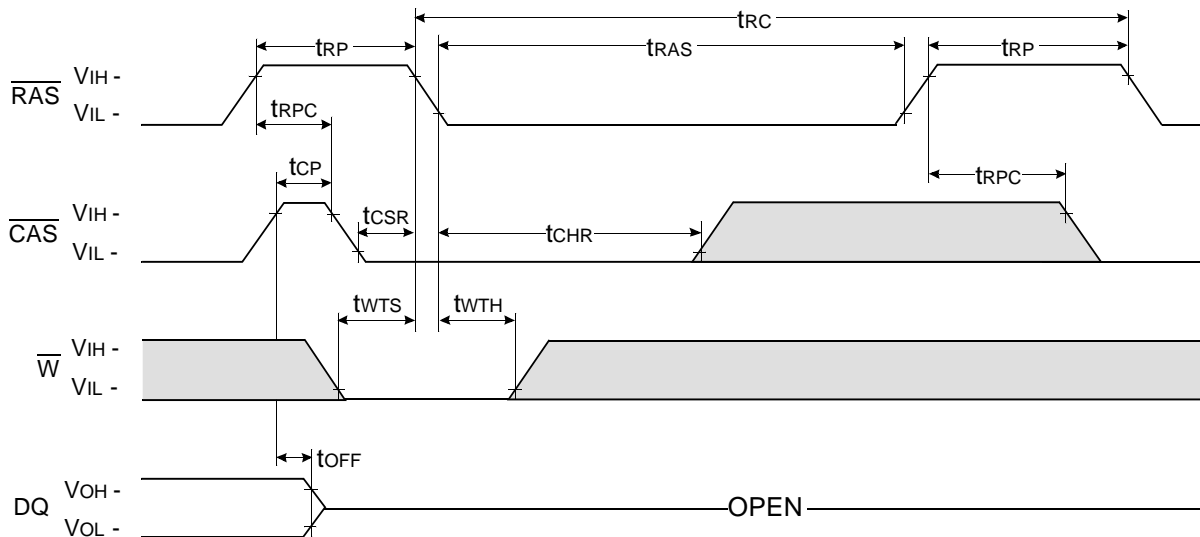 tRC
tRP
tRAS
tRP
RAS
VIH -
VIL -
tRPC
tCP
tRPC
CAS
VIH -
VIL -
tCSR
tCHR
tWTS
tWTH
W
VIH -
VIL -
tOFF
DQ
VOH -
VOL -
OPEN